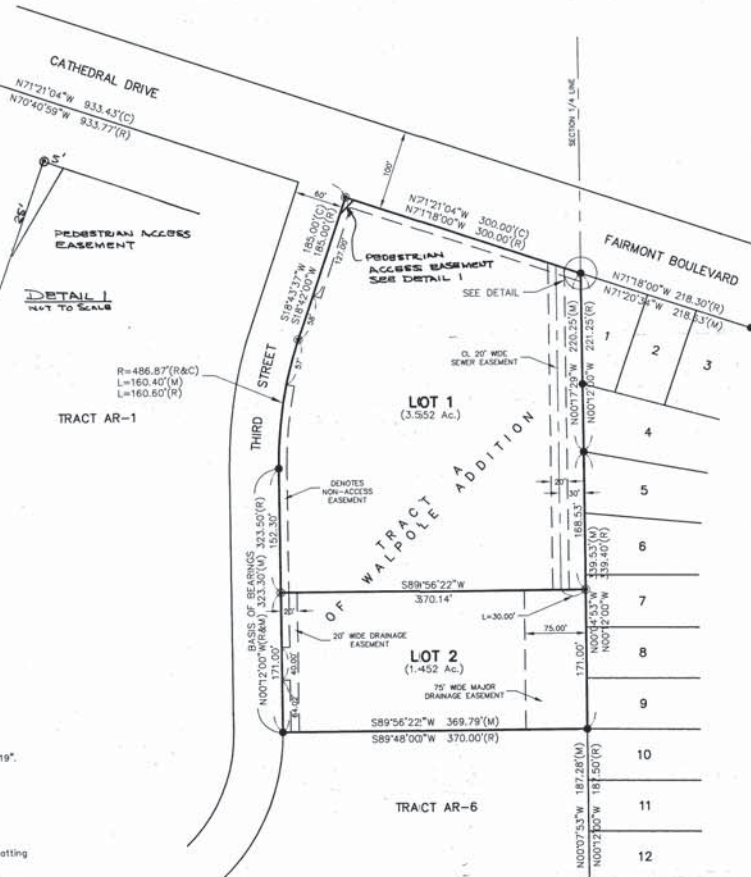 CATHEDRAL DRIVE
N71°21'04"W 933.43'(C)
N70°40'59"W 933.77'(R)
5'
25'
PEDESTRIAN ACCESS
EASEMENT
DETAIL 1
NOT TO SCALE
60'
100'
SECTION 1/4 LINE
N71°21'04"W 300.00'(C)
N71°18'00"W 300.00'(R)
FAIRMONT BOULEVARD
N71°18'00"W 218.30'(R)
N71°20'34"W 218.53'(M)
S18°43'37"W 185.00'(C)
S18°42'00"W 185.00'(R)
127.00'
58'
57'
PEDESTRIAN
ACCESS EASEMENT
SEE DETAIL 1
SEE DETAIL
CL 20' WIDE
SEWER EASEMENT
N00°17'29"W 220.25'(M)
N00°12'00"W 221.25'(R)
1
2
3
4
5
6
7
8
9
10
11
12
R=486.87'(R&C)
L=160.40'(M)
L=160.60'(R)
TRACT AR-1
THIRD STREET
LOT 1
(3.552 Ac.)
TRACT A
OF WALPOLE ADDITION
DENOTES
NON-ACCESS
EASEMENT
20'
30'
168.53'
N00°04'53"W 339.53'(M)
N00°12'00"W 339.40'(R)
BASIS OF BEARINGS
N00°12'00"W(R&M) 323.30'(M) 323.50'(R)
152.30'
171.00'
S89°56'22"W
370.14'
L=30.00'
20'
20' WIDE DRAINAGE
EASEMENT
75.00'
171.00'
LOT 2
(1.452 Ac.)
40.00'
64.02'
75' WIDE MAJOR
DRAINAGE EASEMENT
S89°56'22"W 369.79'(M)
S89°48'00"W 370.00'(R)
TRACT AR-6
N00°07'53"W 187.28'(M)
N00°12'00"W 187.50'(R)
19".
atting